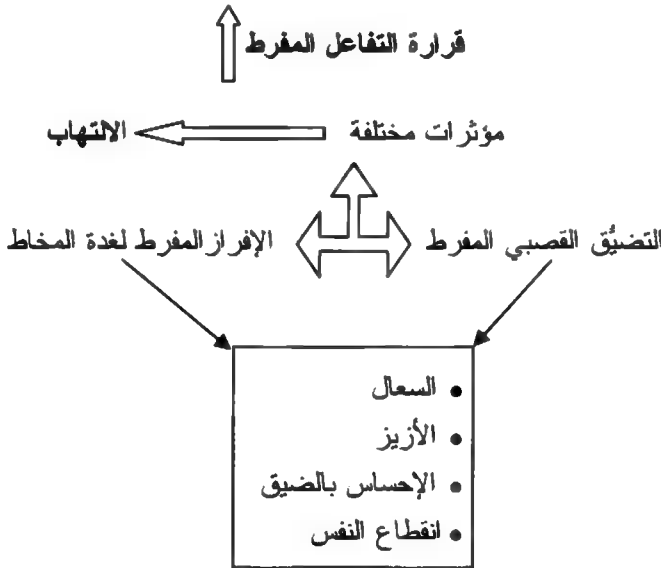 قرارة التفاعل المفرط
مؤثرات مختلفة الالتهاب
التضيُّق القصبي المفرط الإفراز المفرط لغدة المخاط
• السعال
• الأزيز
• الإحساس بالضيق
• انقطاع النفس